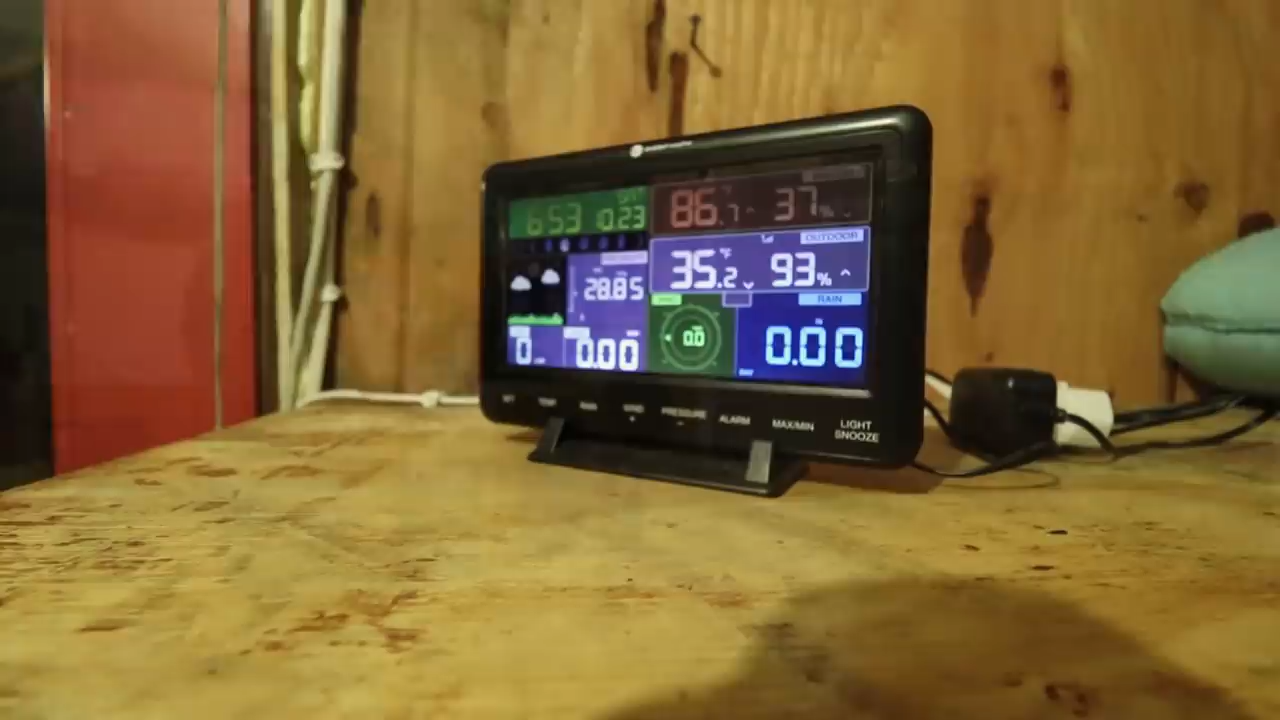 6:53 10.23
86.7 °F 37%
OUTDOOR
35.2 °F 93%
28.85
RAIN
0.0
0 0.00
0.00
SET TEMP RAIN WIND PRESSURE ALARM MAX/MIN LIGHT SNOOZE
+ -